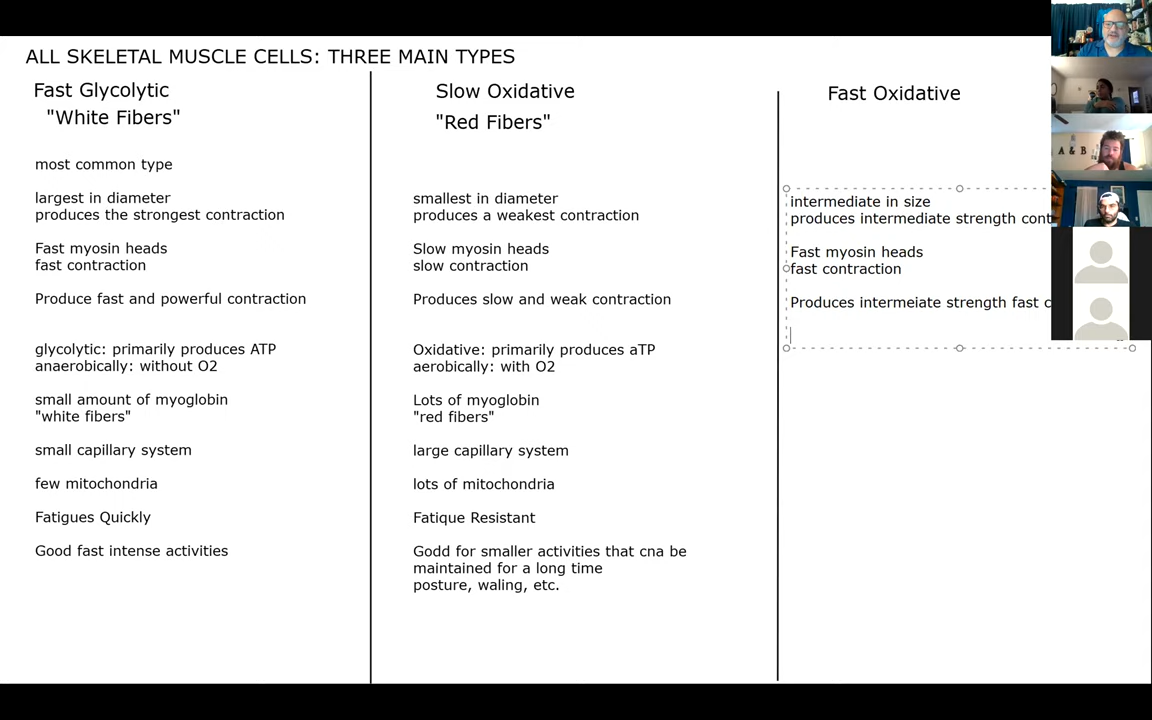 ALL SKELETAL MUSCLE CELLS: THREE MAIN TYPES
Fast Glycolytic
"White Fibers"
most common type
largest in diameter
produces the strongest contraction
Fast myosin heads
fast contraction
Produce fast and powerful contraction
glycolytic: primarily produces ATP
anaerobically: without O2
small amount of myoglobin
"white fibers"
small capillary system
few mitochondria
Fatigues Quickly
Good fast intense activities
Slow Oxidative
"Red Fibers"
smallest in diameter
produces a weakest contraction
Slow myosin heads
slow contraction
Produces slow and weak contraction
Oxidative: primarily produces aTP
aerobically: with O2
Lots of myoglobin
"red fibers"
large capillary system
lots of mitochondria
Fatique Resistant
Godd for smaller activities that cna be
maintained for a long time
posture, waling, etc.
Fast Oxidative
intermediate in size
produces intermediate strength cont
Fast myosin heads
fast contraction
Produces intermeiate strength fast c
A & B